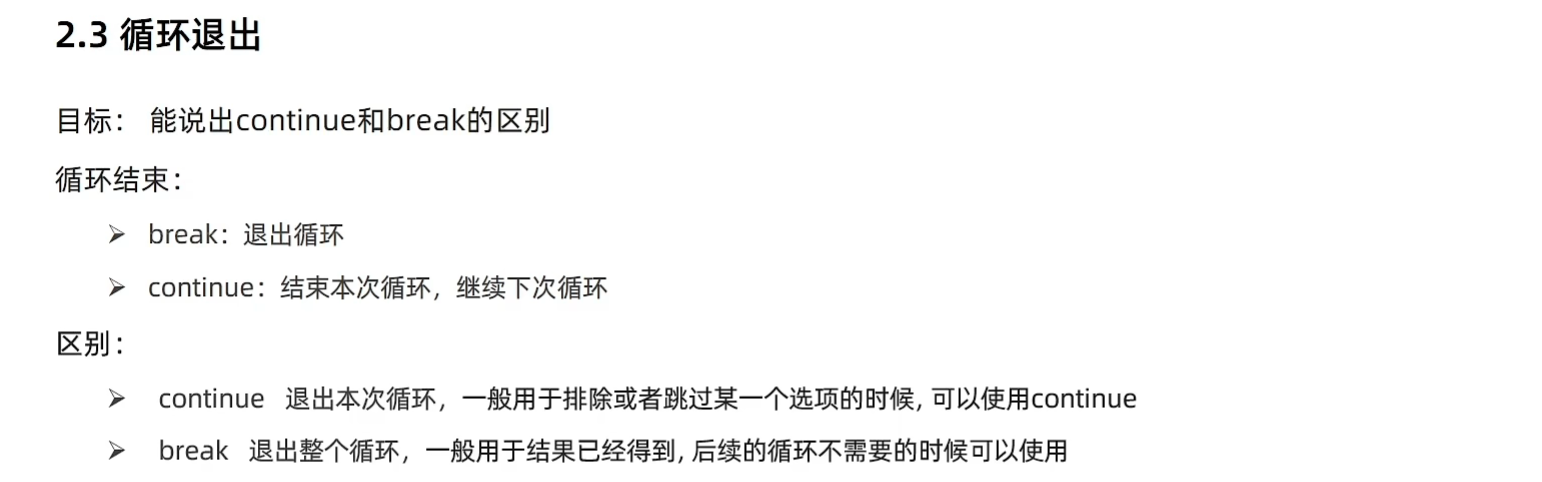 2.3 循环退出
目标： 能说出continue和break的区别
循环结束：
➢ break：退出循环
➢ continue：结束本次循环，继续下次循环
区别：
➢ continue 退出本次循环，一般用于排除或者跳过某一个选项的时候, 可以使用continue
➢ break 退出整个循环，一般用于结果已经得到, 后续的循环不需要的时候可以使用